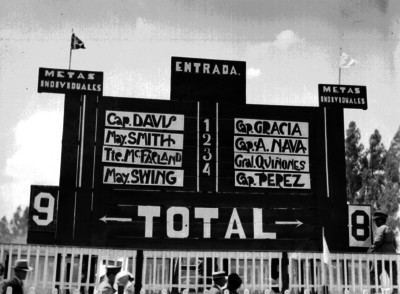 ENTRADA.
METAS
INDIVIDUALES
METAS
INDIVIDUALES
Cap. DAVIS
May. SMITH
Tte. McFARLAND
May. SWING
1
2
3
4
Cap. GRACIA
Cap. A. NAVA
Gral. QUIÑONES
Cap. PEREZ
9
TOTAL
8